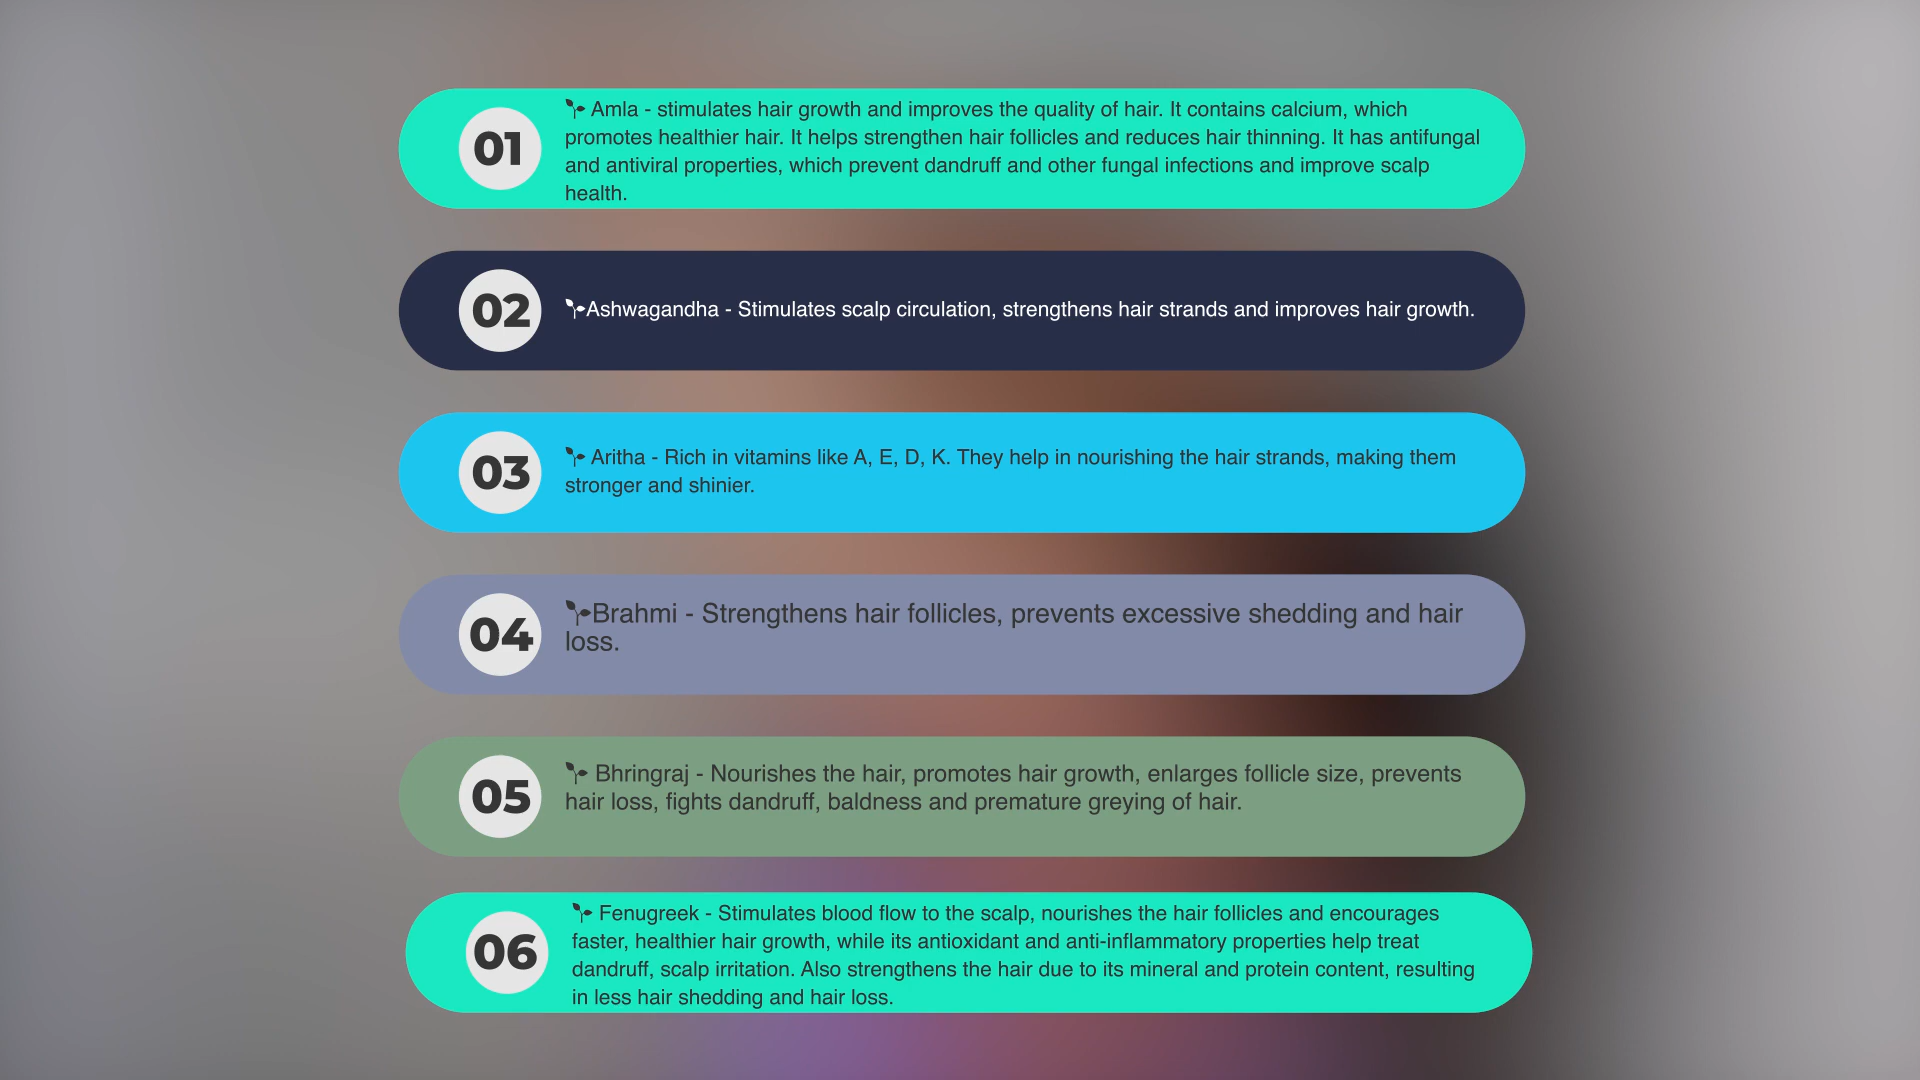 01
🌱 Amla - stimulates hair growth and improves the quality of hair. It contains calcium, which
promotes healthier hair. It helps strengthen hair follicles and reduces hair thinning. It has antifungal
and antiviral properties, which prevent dandruff and other fungal infections and improve scalp
health.
02
🌱Ashwagandha - Stimulates scalp circulation, strengthens hair strands and improves hair growth.
03
🌱 Aritha - Rich in vitamins like A, E, D, K. They help in nourishing the hair strands, making them
stronger and shinier.
04
🌱Brahmi - Strengthens hair follicles, prevents excessive shedding and hair
loss.
05
🌱 Bhringraj - Nourishes the hair, promotes hair growth, enlarges follicle size, prevents
hair loss, fights dandruff, baldness and premature greying of hair.
06
🌱 Fenugreek - Stimulates blood flow to the scalp, nourishes the hair follicles and encourages
faster, healthier hair growth, while its antioxidant and anti-inflammatory properties help treat
dandruff, scalp irritation. Also strengthens the hair due to its mineral and protein content, resulting
in less hair shedding and hair loss.